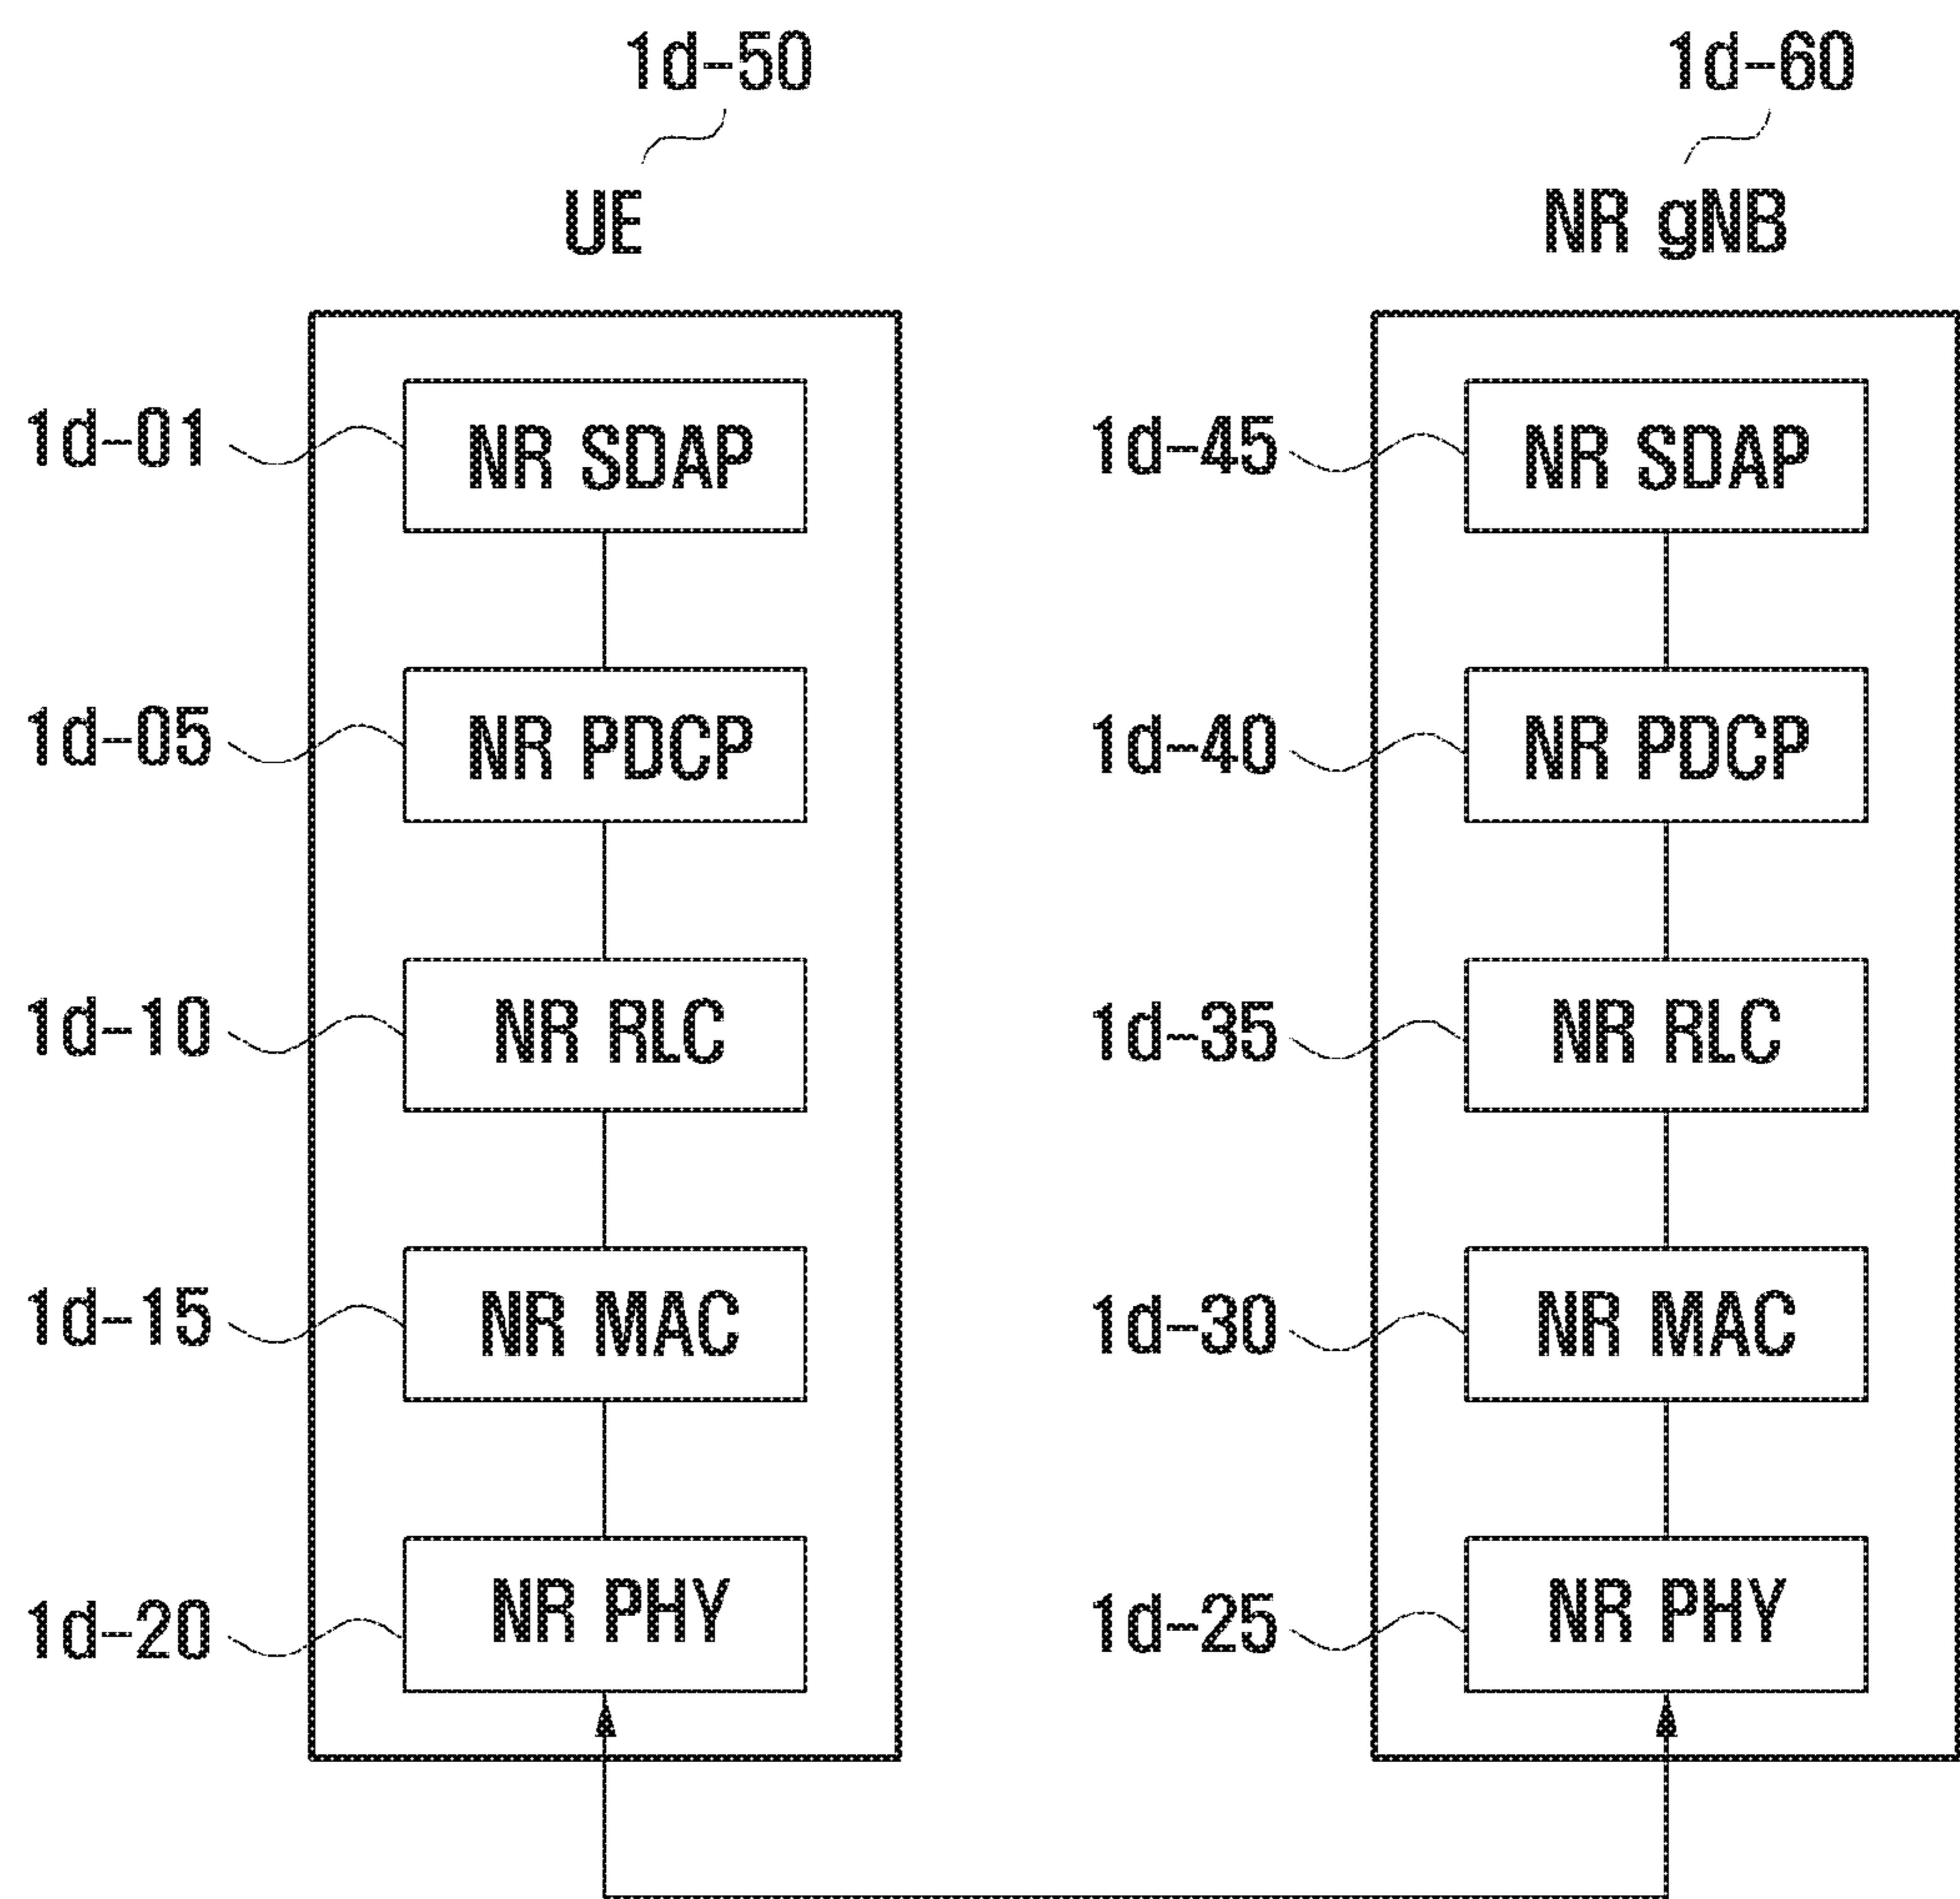 1d-50
1d-60
UE
NR gNB
1d-01
NR SDAP
1d-45
NR SDAP
1d-05
NR PDCP
1d-40
NR PDCP
1d-10
NR RLC
1d-35
NR RLC
1d-15
NR MAC
1d-30
NR MAC
1d-20
NR PHY
1d-25
NR PHY